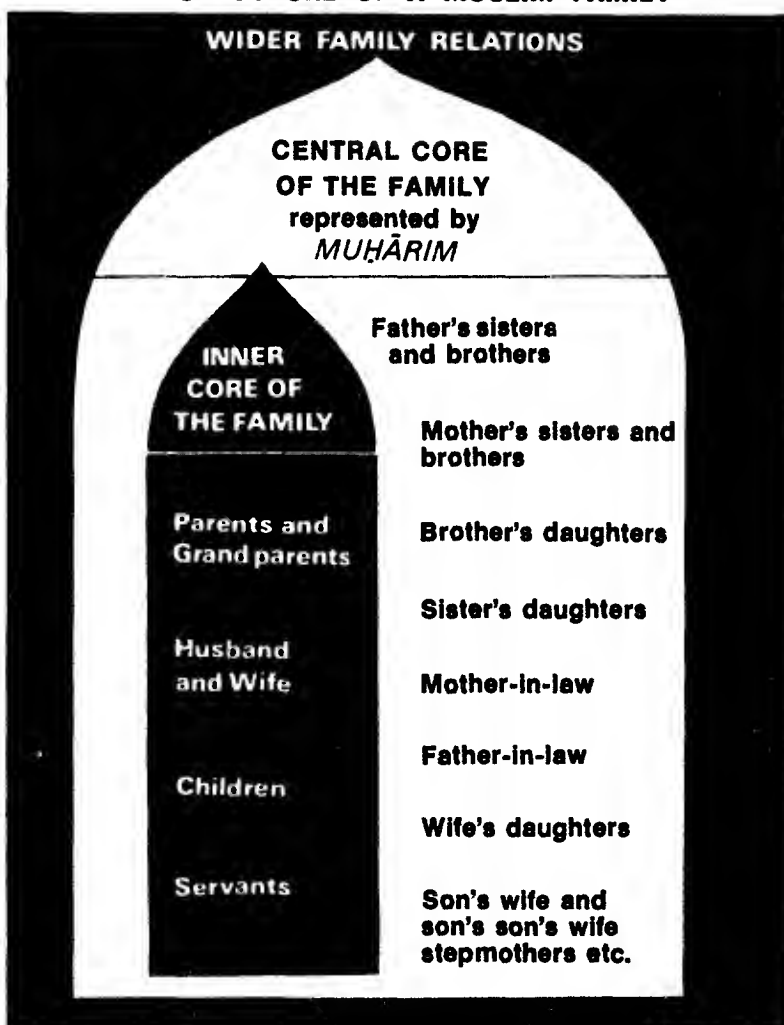 WIDER FAMILY RELATIONS
CENTRAL CORE
OF THE FAMILY
represented by
MUḤĀRIM
INNER
CORE OF
THE FAMILY
Parents and
Grand parents
Husband
and Wife
Children
Servants
Father's sisters
and brothers
Mother's sisters and
brothers
Brother's daughters
Sister's daughters
Mother-in-law
Father-in-law
Wife's daughters
Son's wife and
son's son's wife
stepmothers etc.